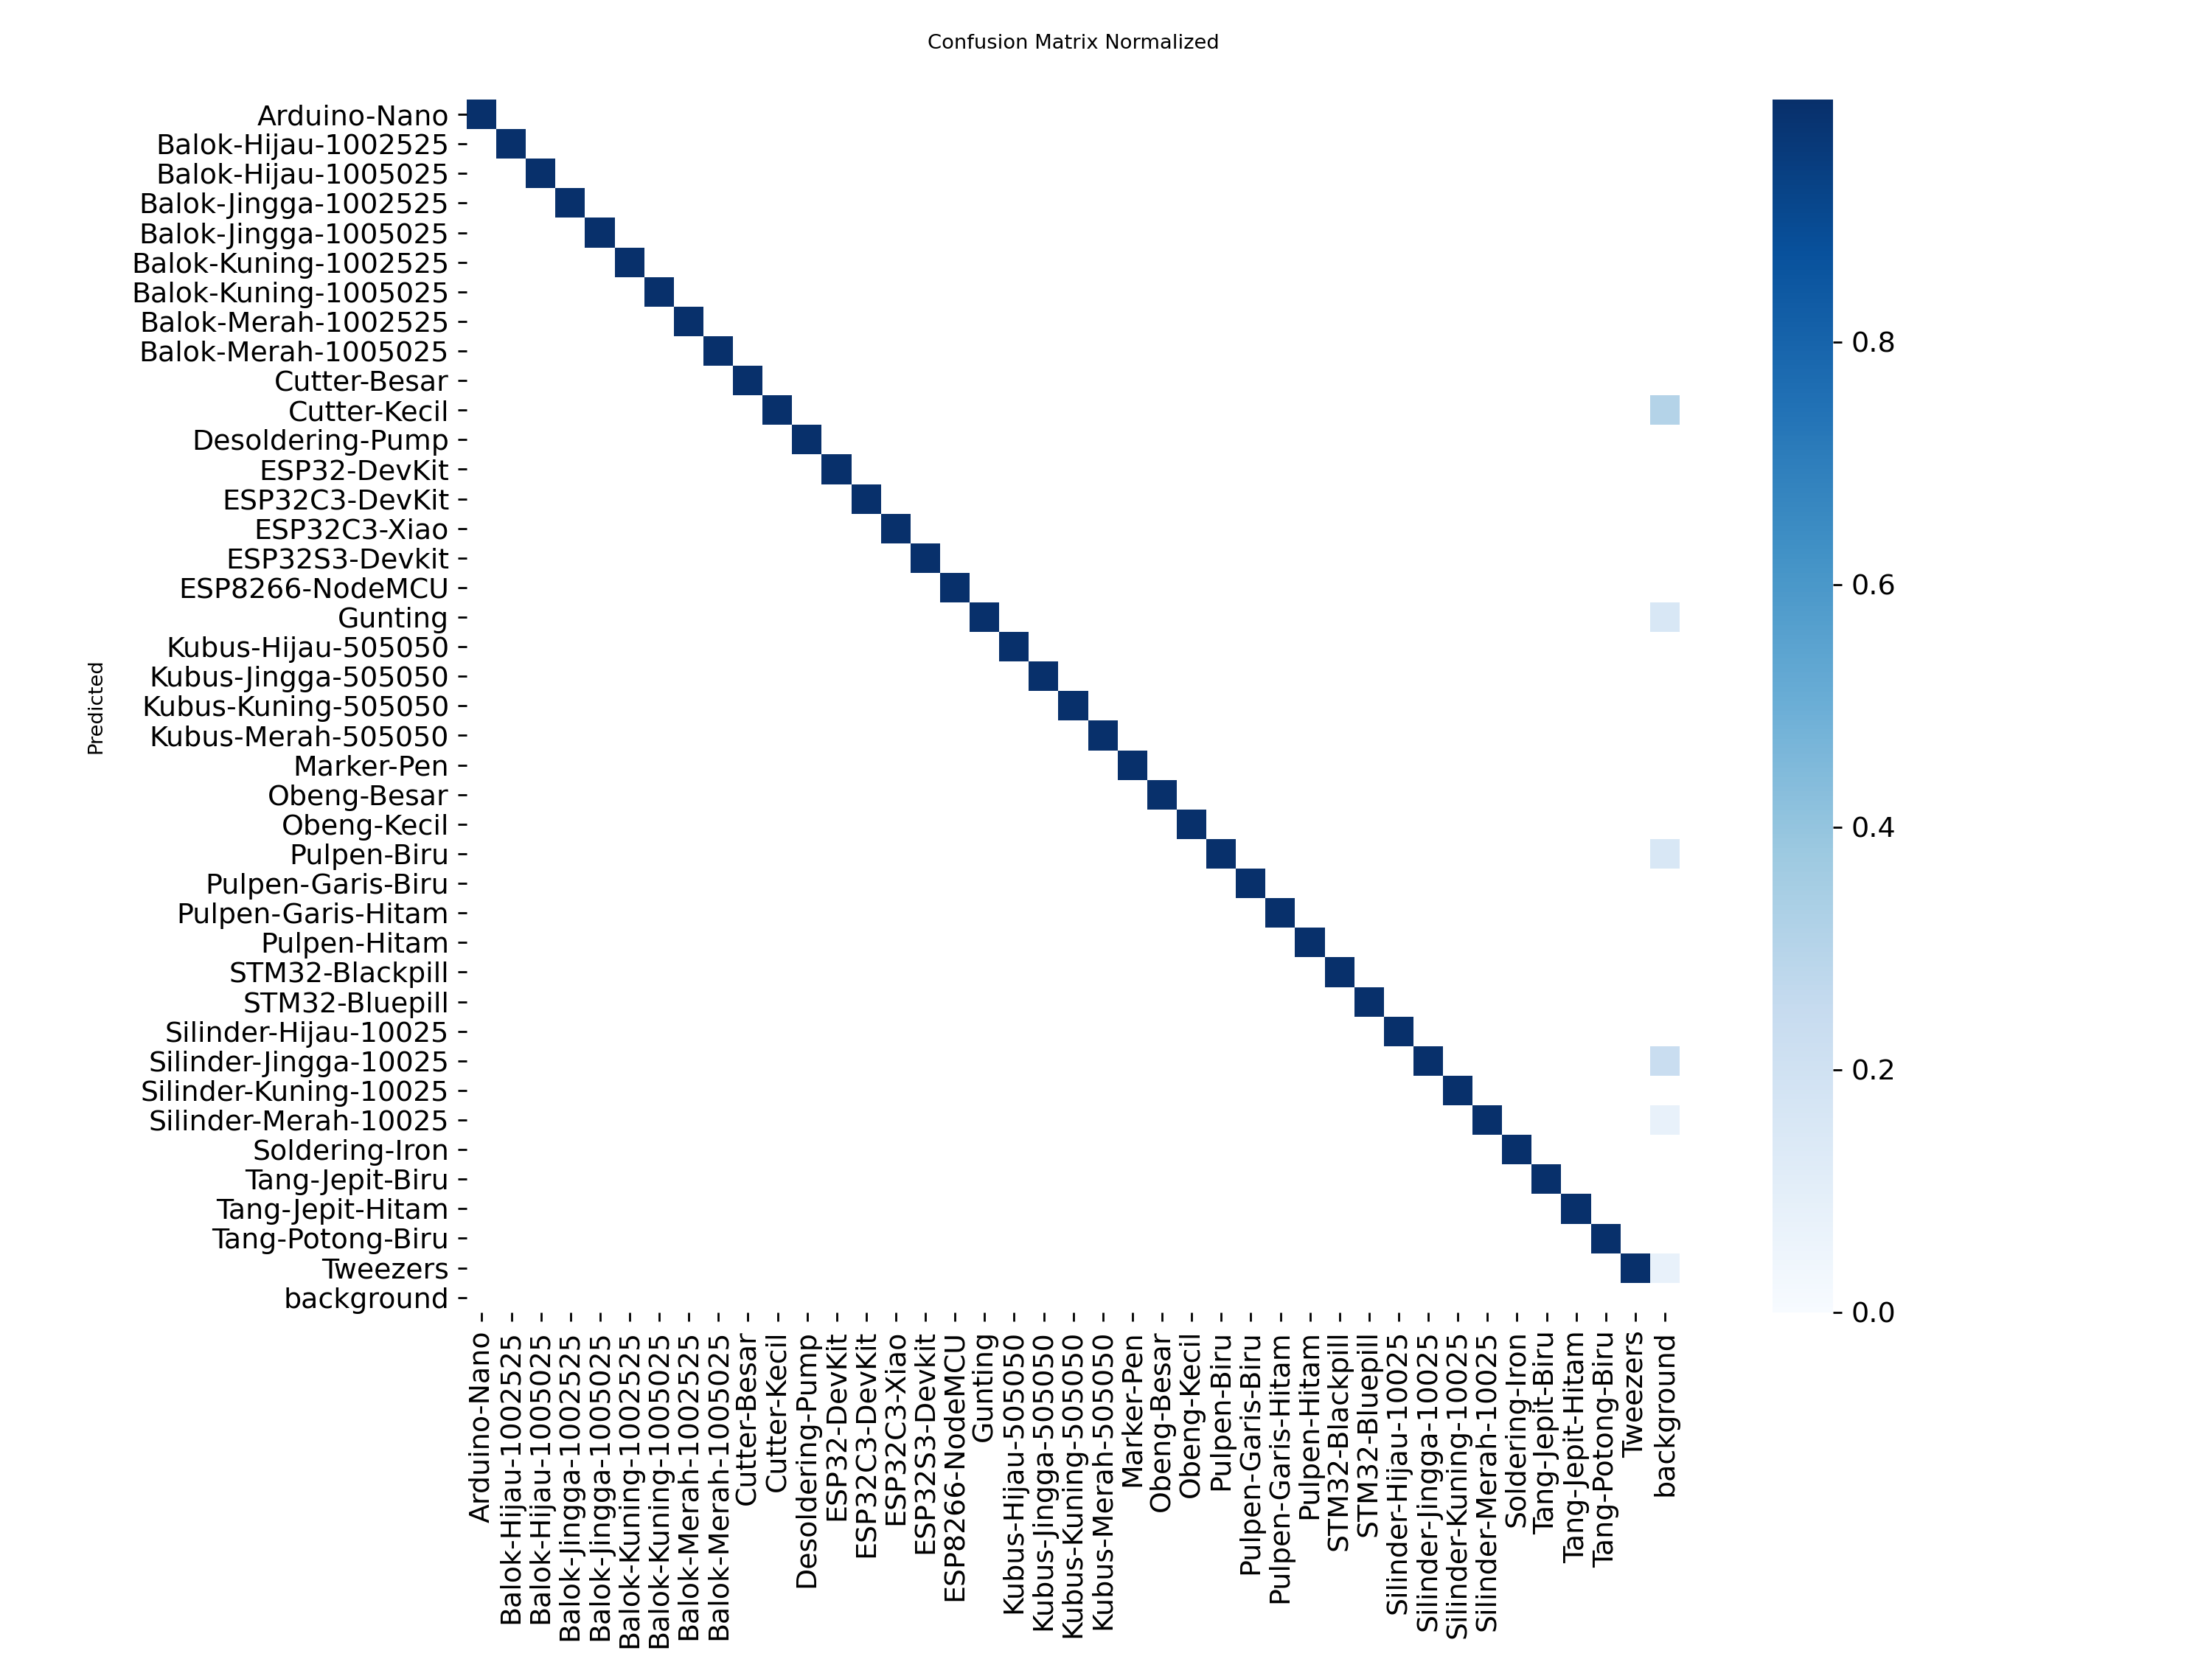 Confusion Matrix Normalized
Predicted
Arduino-Nano
Balok-Hijau-1002525
Balok-Hijau-1005025
Balok-Jingga-1002525
Balok-Jingga-1005025
Balok-Kuning-1002525
Balok-Kuning-1005025
Balok-Merah-1002525
Balok-Merah-1005025
Cutter-Besar
Cutter-Kecil
Desoldering-Pump
ESP32-DevKit
ESP32C3-DevKit
ESP32C3-Xiao
ESP32S3-Devkit
ESP8266-NodeMCU
Gunting
Kubus-Hijau-505050
Kubus-Jingga-505050
Kubus-Kuning-505050
Kubus-Merah-505050
Marker-Pen
Obeng-Besar
Obeng-Kecil
Pulpen-Biru
Pulpen-Garis-Biru
Pulpen-Garis-Hitam
Pulpen-Hitam
STM32-Blackpill
STM32-Bluepill
Silinder-Hijau-10025
Silinder-Jingga-10025
Silinder-Kuning-10025
Silinder-Merah-10025
Soldering-Iron
Tang-Jepit-Biru
Tang-Jepit-Hitam
Tang-Potong-Biru
Tweezers
background
Arduino-Nano
Balok-Hijau-1002525
Balok-Hijau-1005025
Balok-Jingga-1002525
Balok-Jingga-1005025
Balok-Kuning-1002525
Balok-Kuning-1005025
Balok-Merah-1002525
Balok-Merah-1005025
Cutter-Besar
Cutter-Kecil
Desoldering-Pump
ESP32-DevKit
ESP32C3-DevKit
ESP32C3-Xiao
ESP32S3-Devkit
ESP8266-NodeMCU
Gunting
Kubus-Hijau-505050
Kubus-Jingga-505050
Kubus-Kuning-505050
Kubus-Merah-505050
Marker-Pen
Obeng-Besar
Obeng-Kecil
Pulpen-Biru
Pulpen-Garis-Biru
Pulpen-Garis-Hitam
Pulpen-Hitam
STM32-Blackpill
STM32-Bluepill
Silinder-Hijau-10025
Silinder-Jingga-10025
Silinder-Kuning-10025
Silinder-Merah-10025
Soldering-Iron
Tang-Jepit-Biru
Tang-Jepit-Hitam
Tang-Potong-Biru
Tweezers
background
0.8
0.6
0.4
0.2
0.0